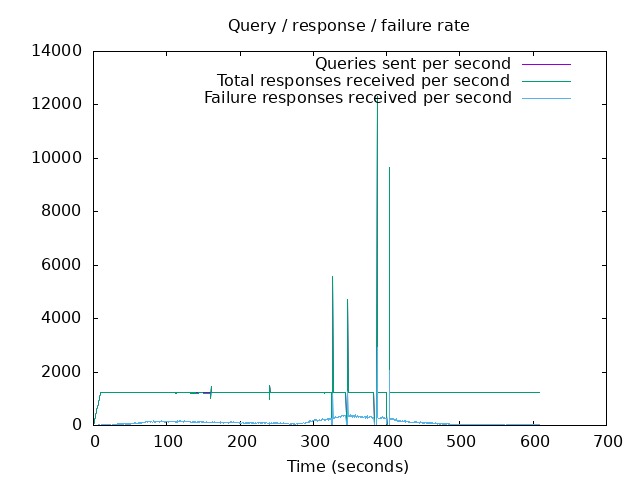 Query / response / failure rate
Queries sent per second
Total responses received per second
Failure responses received per second
14000
12000
10000
8000
6000
4000
2000
0
0 100 200 300 400 500 600 700
Time (seconds)